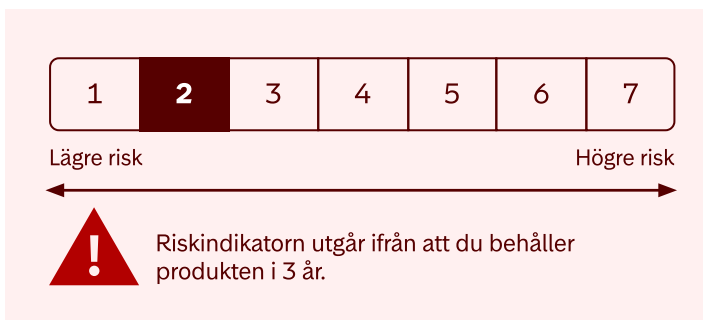 1 2 3 4 5 6 7
Lägre risk Högre risk
!
Riskindikatorn utgår ifrån att du behåller
produkten i 3 år.